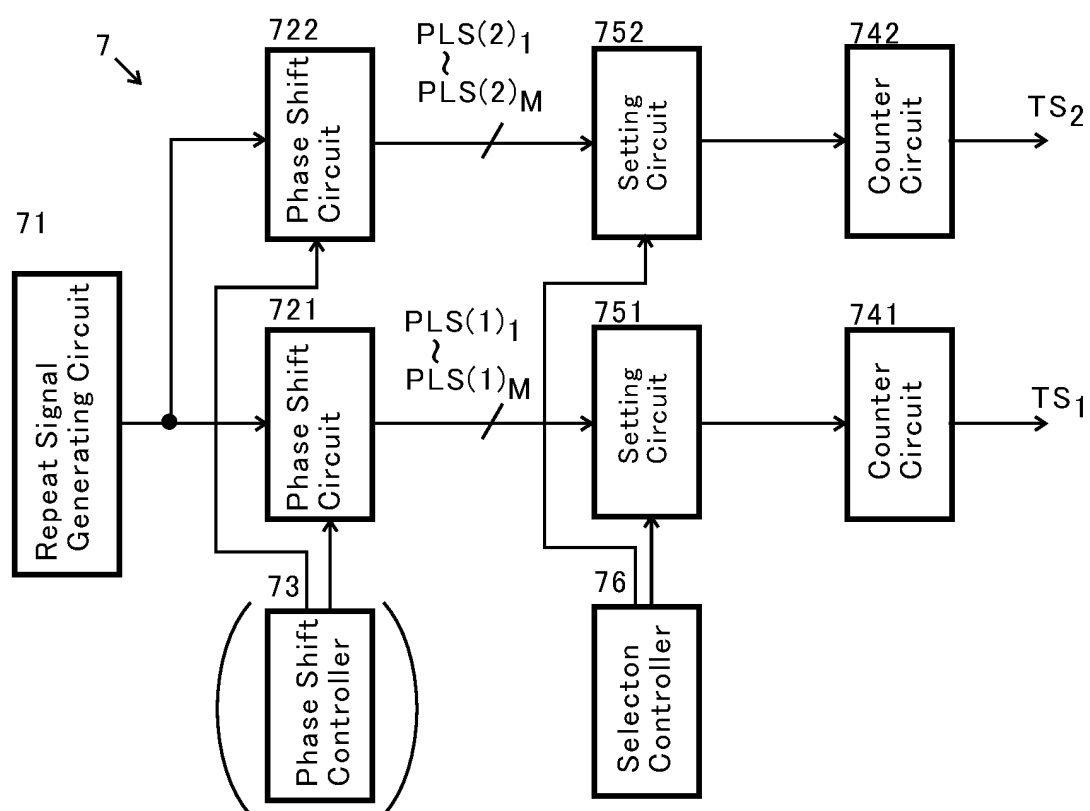 7
722
Phase Shift
Circuit
PLS(2)1
~
PLS(2)M
752
Setting
Circuit
742
Counter
Circuit
TS2
71
Repeat Signal
Generating Circuit
721
Phase Shift
Circuit
PLS(1)1
~
PLS(1)M
751
Setting
Circuit
741
Counter
Circuit
TS1
73
Phase Shift
Controller
76
Selecton
Controller